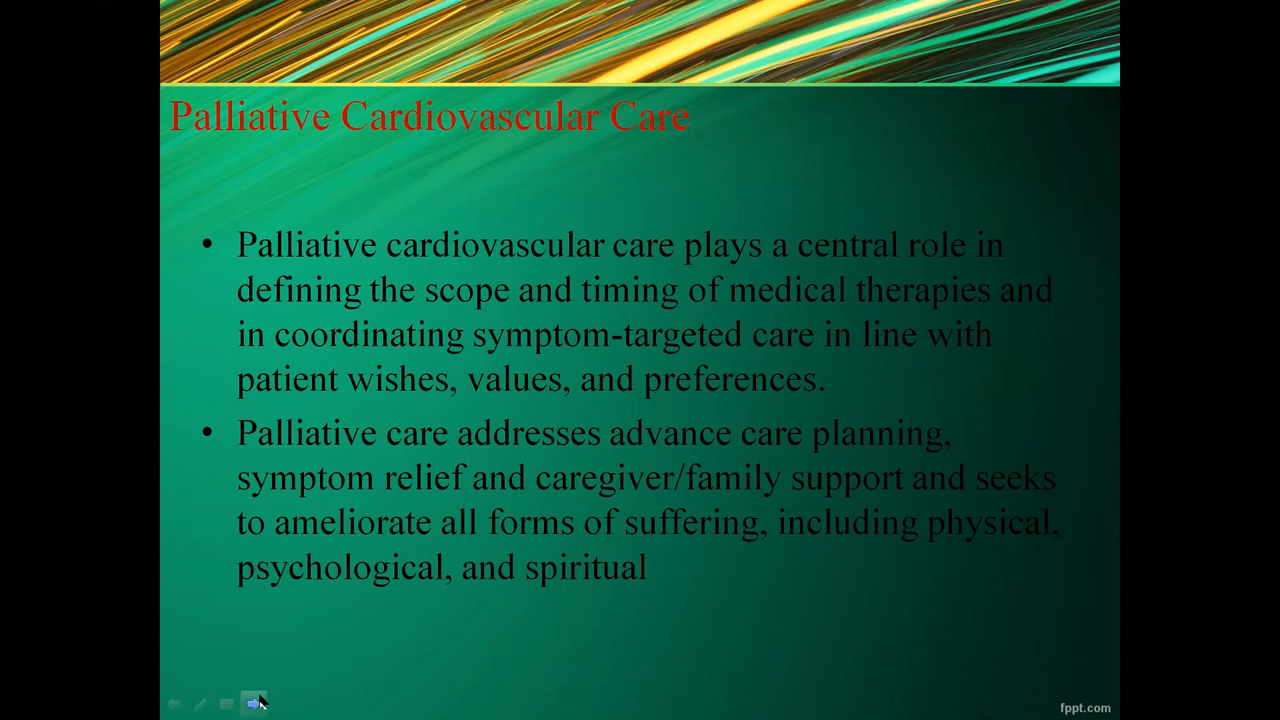 Palliative Cardiovascular Care
• Palliative cardiovascular care plays a central role in
defining the scope and timing of medical therapies and
in coordinating symptom-targeted care in line with
patient wishes, values, and preferences.
• Palliative care addresses advance care planning,
symptom relief and caregiver/family support and seeks
to ameliorate all forms of suffering, including physical,
psychological, and spiritual
fppt.com